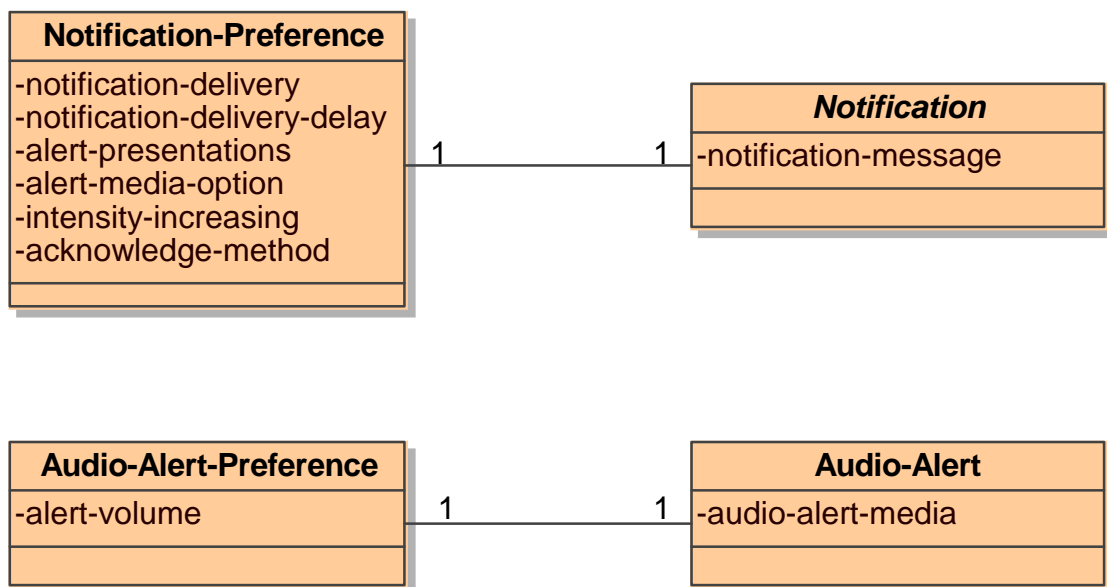 Notification-Preference
-notification-delivery
-notification-delivery-delay
-alert-presentations
-alert-media-option
-intensity-increasing
-acknowledge-method
1
1
Notification
-notification-message
Audio-Alert-Preference
-alert-volume
1
1
Audio-Alert
-audio-alert-media